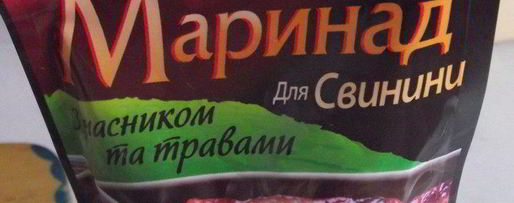 Маринад
Для Свинини
З часником
та травами